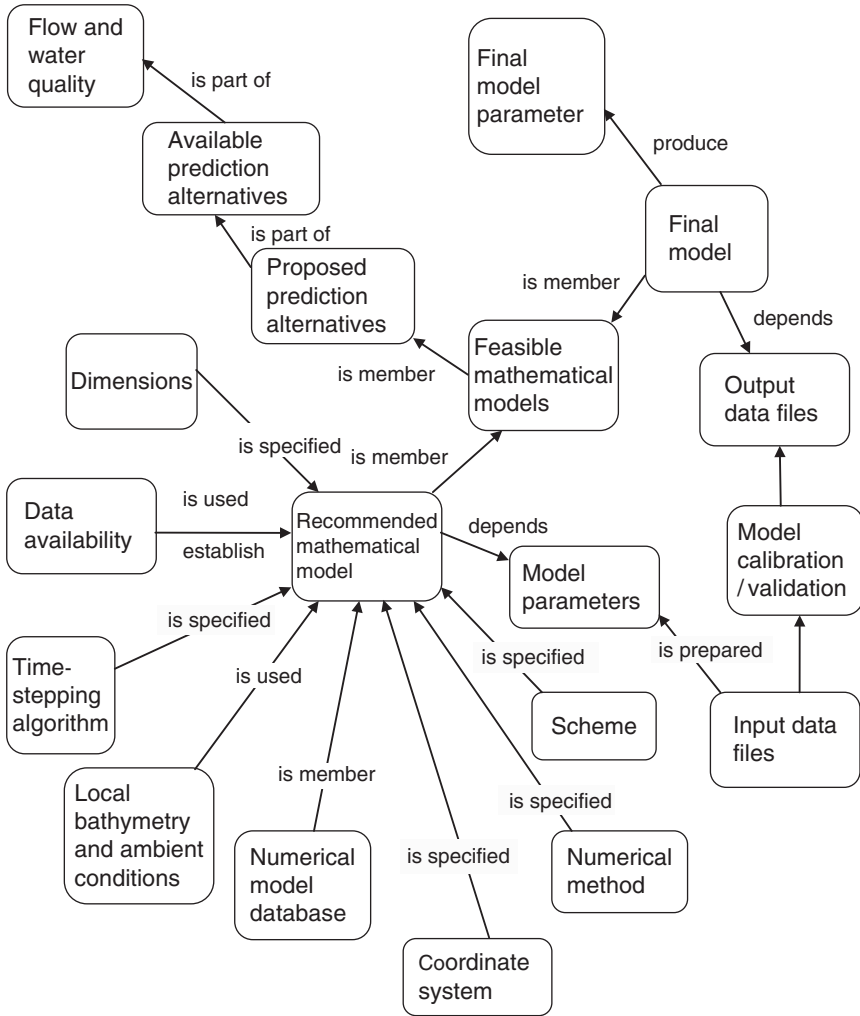 Flow and
water
quality
is part of
Available
prediction
alternatives
is part of
Proposed
prediction
alternatives
Final
model
parameter
produce
Final
model
is member
depends
Feasible
mathematical
models
is member
Output
data files
Dimensions
is specified
is member
Data
availability
is used
establish
Recommended
mathematical
model
depends
Model
parameters
Model
calibration
/validation
is specified
Time-
stepping
algorithm
is used
is specified
is prepared
Scheme
Input data
files
Local
bathymetry
and ambient
conditions
is member
Numerical
model
database
is specified
is specified
Numerical
method
Coordinate
system